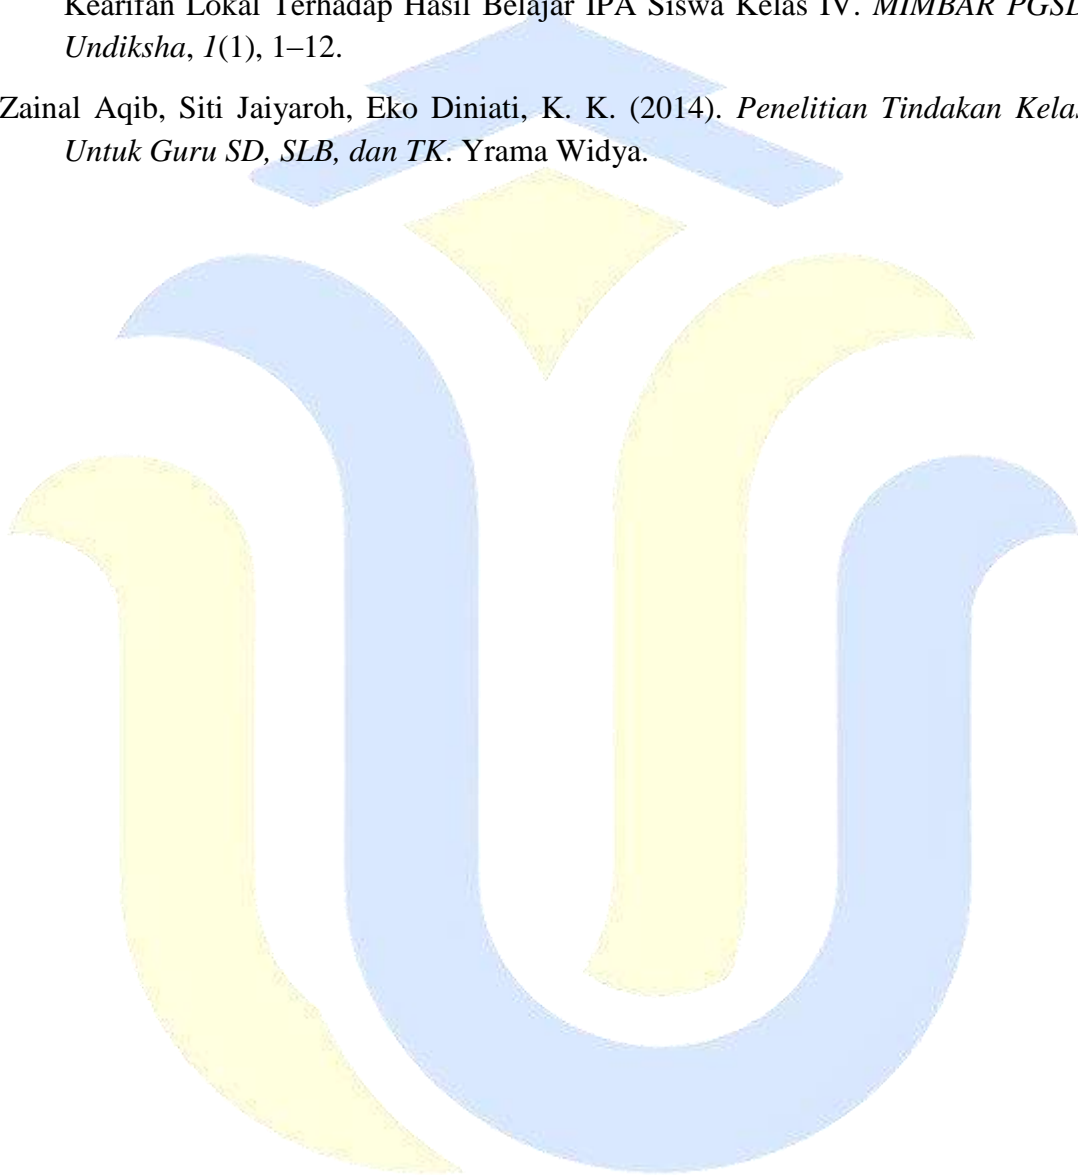 Kearifan Lokal Terhadap Hasil Belajar IPA Siswa Kelas IV. MIMBAR PGSD
Undiksha, 1(1), 1–12.
Zainal Aqib, Siti Jaiyaroh, Eko Diniati, K. K. (2014). Penelitian Tindakan Kelas
Untuk Guru SD, SLB, dan TK. Yrama Widya.